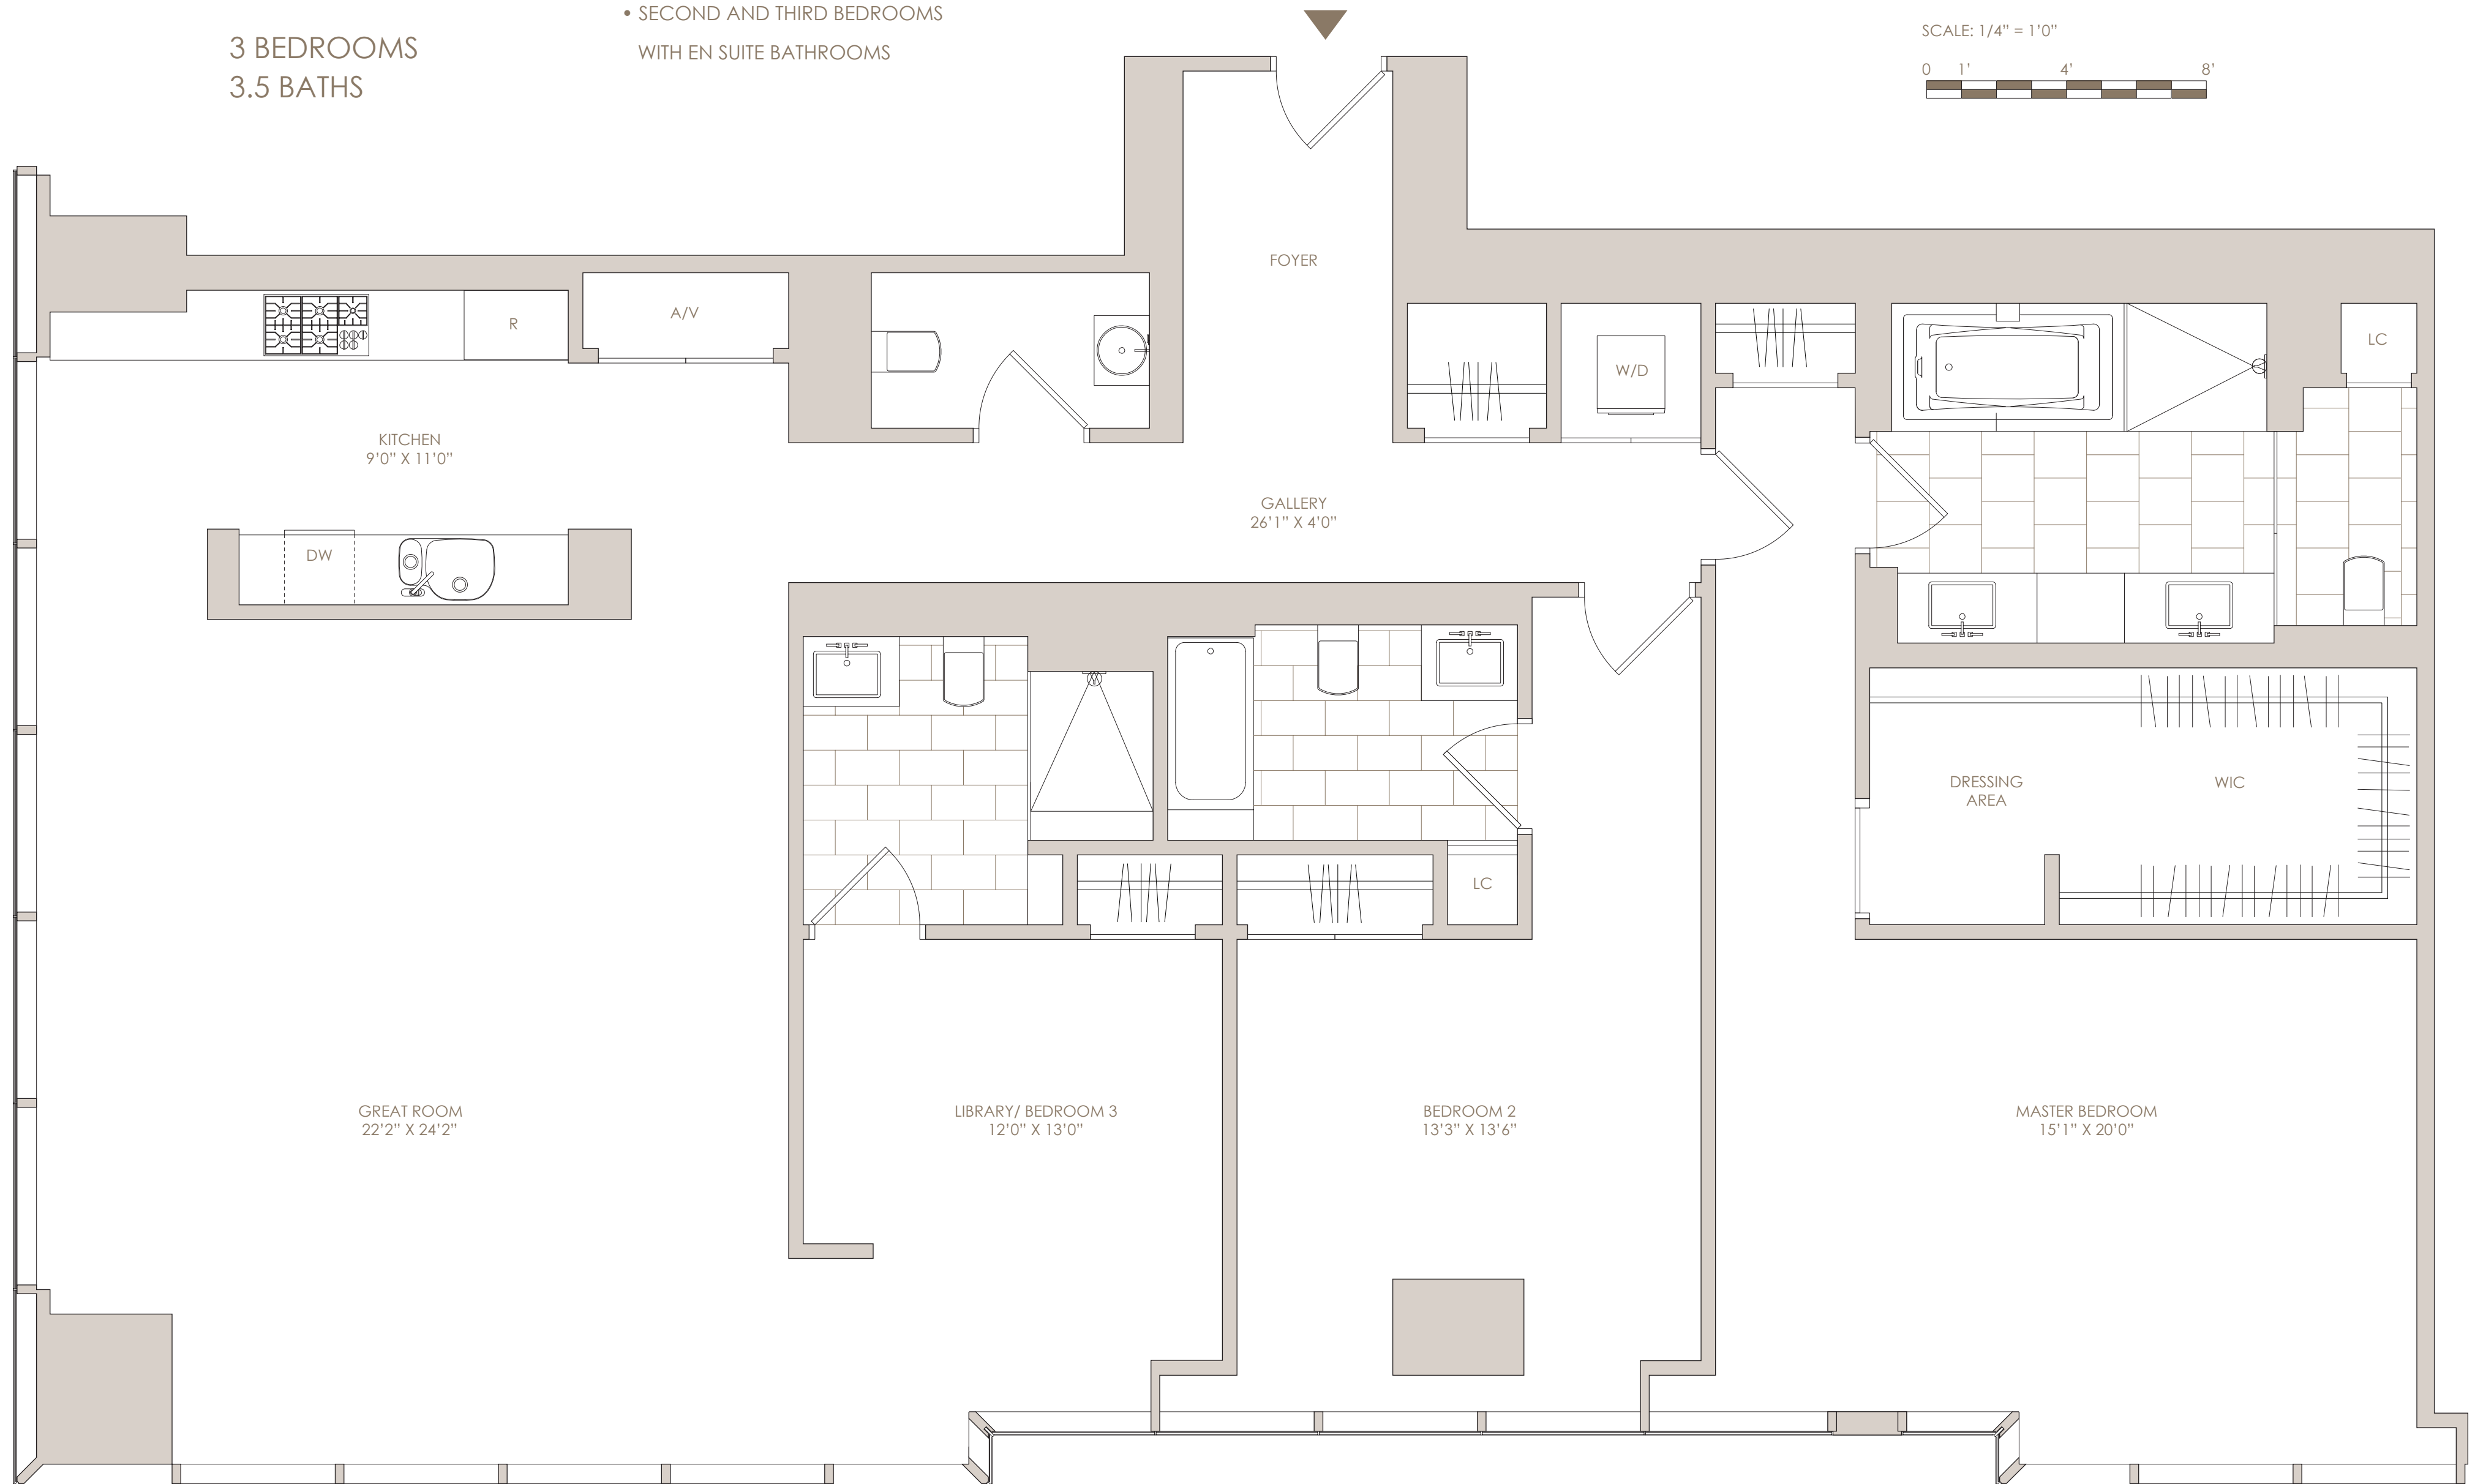 • SECOND AND THIRD BEDROOMS
WITH EN SUITE BATHROOMS
3 BEDROOMS
3.5 BATHS
SCALE: 1/4” = 1’0”
0 1’ 4’ 8’
FOYER
A/V
R
LC
W/D
KITCHEN
9’0” X 11’0”
GALLERY
26’1” X 4’0”
DW
DRESSING
AREA
WIC
LC
GREAT ROOM
22’2” X 24’2”
LIBRARY/ BEDROOM 3
12’0” X 13’0”
BEDROOM 2
13’3” X 13’6”
MASTER BEDROOM
15’1” X 20’0”